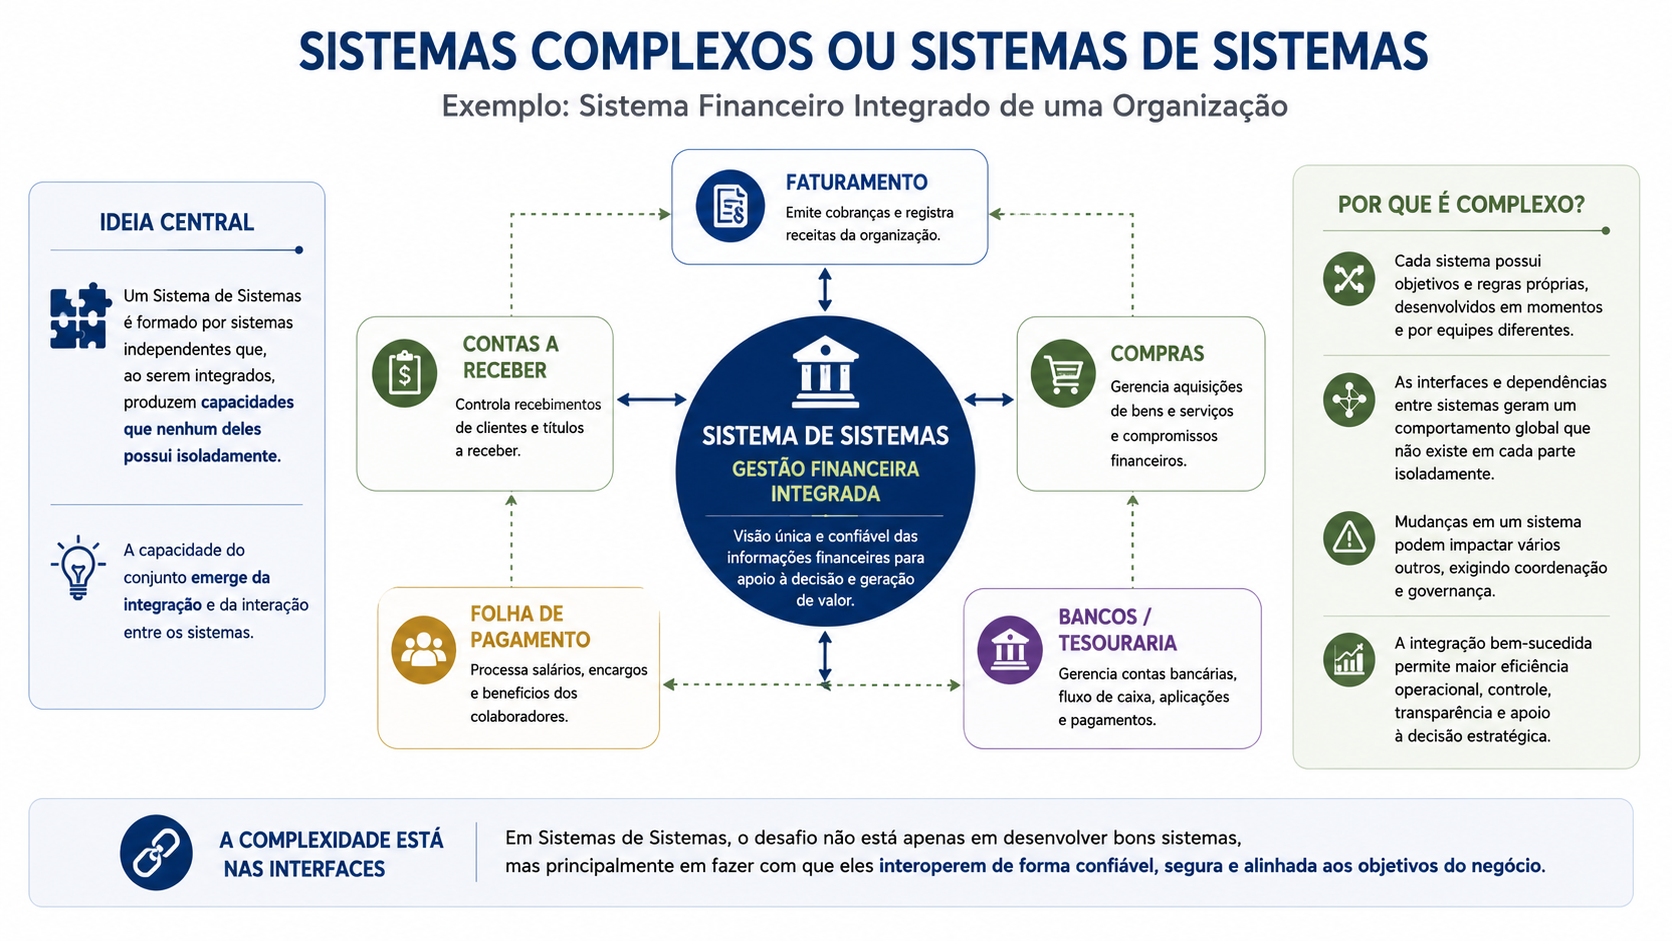 SISTEMAS COMPLEXOS OU SISTEMAS DE SISTEMAS
Exemplo: Sistema Financeiro Integrado de uma Organização
IDEIA CENTRAL
Um Sistema de Sistemas
é formado por sistemas
independentes que,
ao serem integrados,
produzem capacidades
que nenhum deles
possui isoladamente.
A capacidade do
conjunto emerge da
integração e da interação
entre os sistemas.
FATURAMENTO
Emite cobranças e registra
receitas da organização.
CONTAS A
RECEBER
Controla recebimentos
de clientes e títulos
a receber.
SISTEMA DE SISTEMAS
GESTÃO FINANCEIRA
INTEGRADA
Visão única e confiável das
informações financeires para
apoio à decisão e geração
de valor.
COMPRAS
Gerencia aquisições
de bens e serviços
e compromissos
financeiros.
FOLHA DE
PAGAMENTO
Processa salários, encargos
e benefícios dos
colaboradores.
BANCOS /
TESOURARIA
Gerencia contas bancárias,
fluxo de caixa, aplicações
e pagamentos.
POR QUE É COMPLEXO?
Cada sistema possui
objetivos e regras próprias,
desenvolvidos em momentos
e por equipes diferentes.
As interfaces e dependências
entre sistemas geram um
comportamento global que
não existe em cada parte
isoladamente.
Mudanças em um sistema
podem impactar vários
outros, exigindo coordenação
e governança.
A integração bem-sucedida
permite maior eficiência
operacional, controle,
transparência e apoio
à decisão estratégica.
A COMPLEXIDADE ESTÁ
NAS INTERFACES
Em Sistemas de Sistemas, o desafio não está apenas em desenvolver bons sistemas,
mas principalmente em fazer com que eles interoperem de forma confiável, segura e alinhada aos objetivos do negócio.